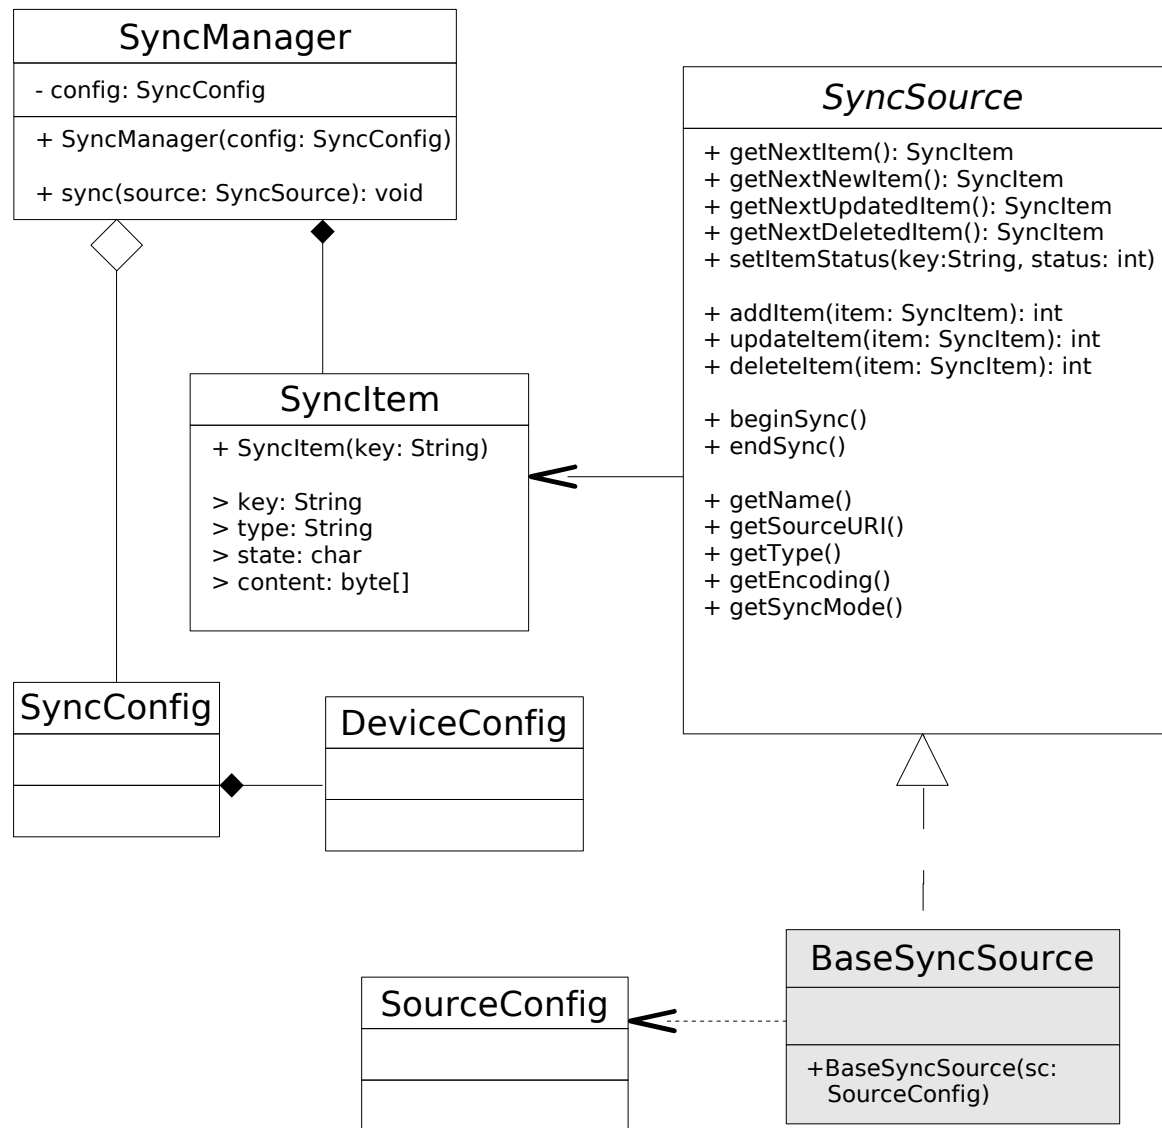 SyncManager
- config: SyncConfig
+ SyncManager(config: SyncConfig)
+ sync(source: SyncSource): void
SyncSource
+ getNextItem(): SyncItem
+ getNextNewItem(): SyncItem
+ getNextUpdatedItem(): SyncItem
+ getNextDeletedItem(): SyncItem
+ setItemStatus(key:String, status: int)
+ addItem(item: SyncItem): int
+ updateItem(item: SyncItem): int
+ deleteItem(item: SyncItem): int
+ beginSync()
+ endSync()
+ getName()
+ getSourceURI()
+ getType()
+ getEncoding()
+ getSyncMode()
SyncItem
+ SyncItem(key: String)
> key: String
> type: String
> state: char
> content: byte[]
SyncConfig
DeviceConfig
BaseSyncSource
+BaseSyncSource(sc:
SourceConfig)
SourceConfig